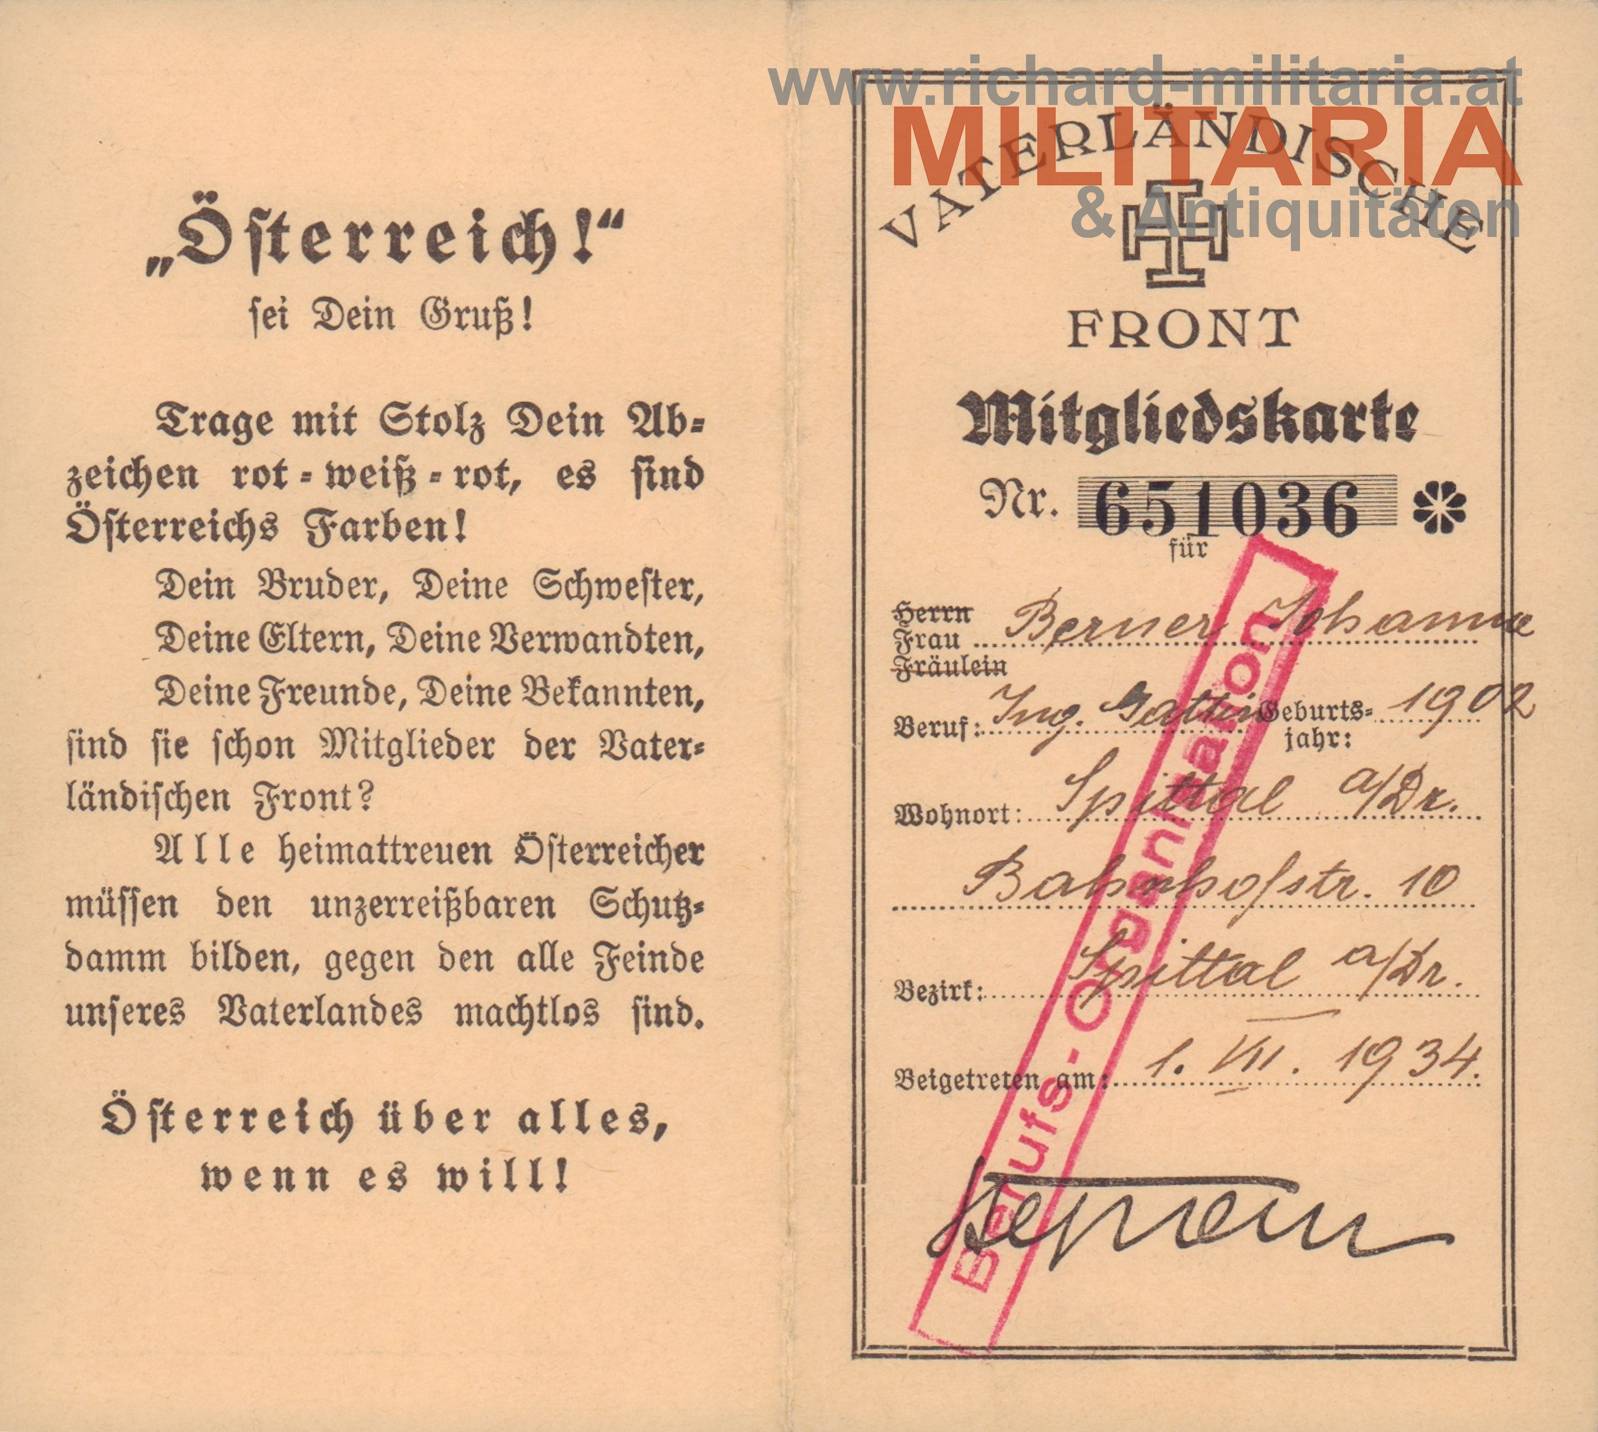 „Österreich!“
sei Dein Gruß!
Trage mit Stolz Dein Ab-
zeichen rot-weiß-rot, es sind
Österreichs Farben!
Dein Bruder, Deine Schwester,
Deine Eltern, Deine Verwandten,
Deine Freunde, Deine Bekannten,
sind sie schon Mitglieder der Vater-
ländischen Front?
Alle heimattreuen Österreicher
müssen den unzerreißbaren Schutz-
damm bilden, gegen den alle Feinde
unseres Vaterlandes machtlos sind.
Österreich über alles,
wenn es will!
www.richard-militaria.at
MILITARIA
& Antiquitäten
VATERLÄNDISCHE
FRONT
Mitgliedskarte
Nr. 651036
für
Herrn
Frau Berner Johanna
Fräulein
Beruf: Ing. Gattin Geburts- 1902
jahr:
Wohnort: Spittal a/Dr.
Bahnhofstr. 10
Bezirk: Spittal a/Dr.
Beigetreten am: 1. VII. 1934.
Berufs-Organisation